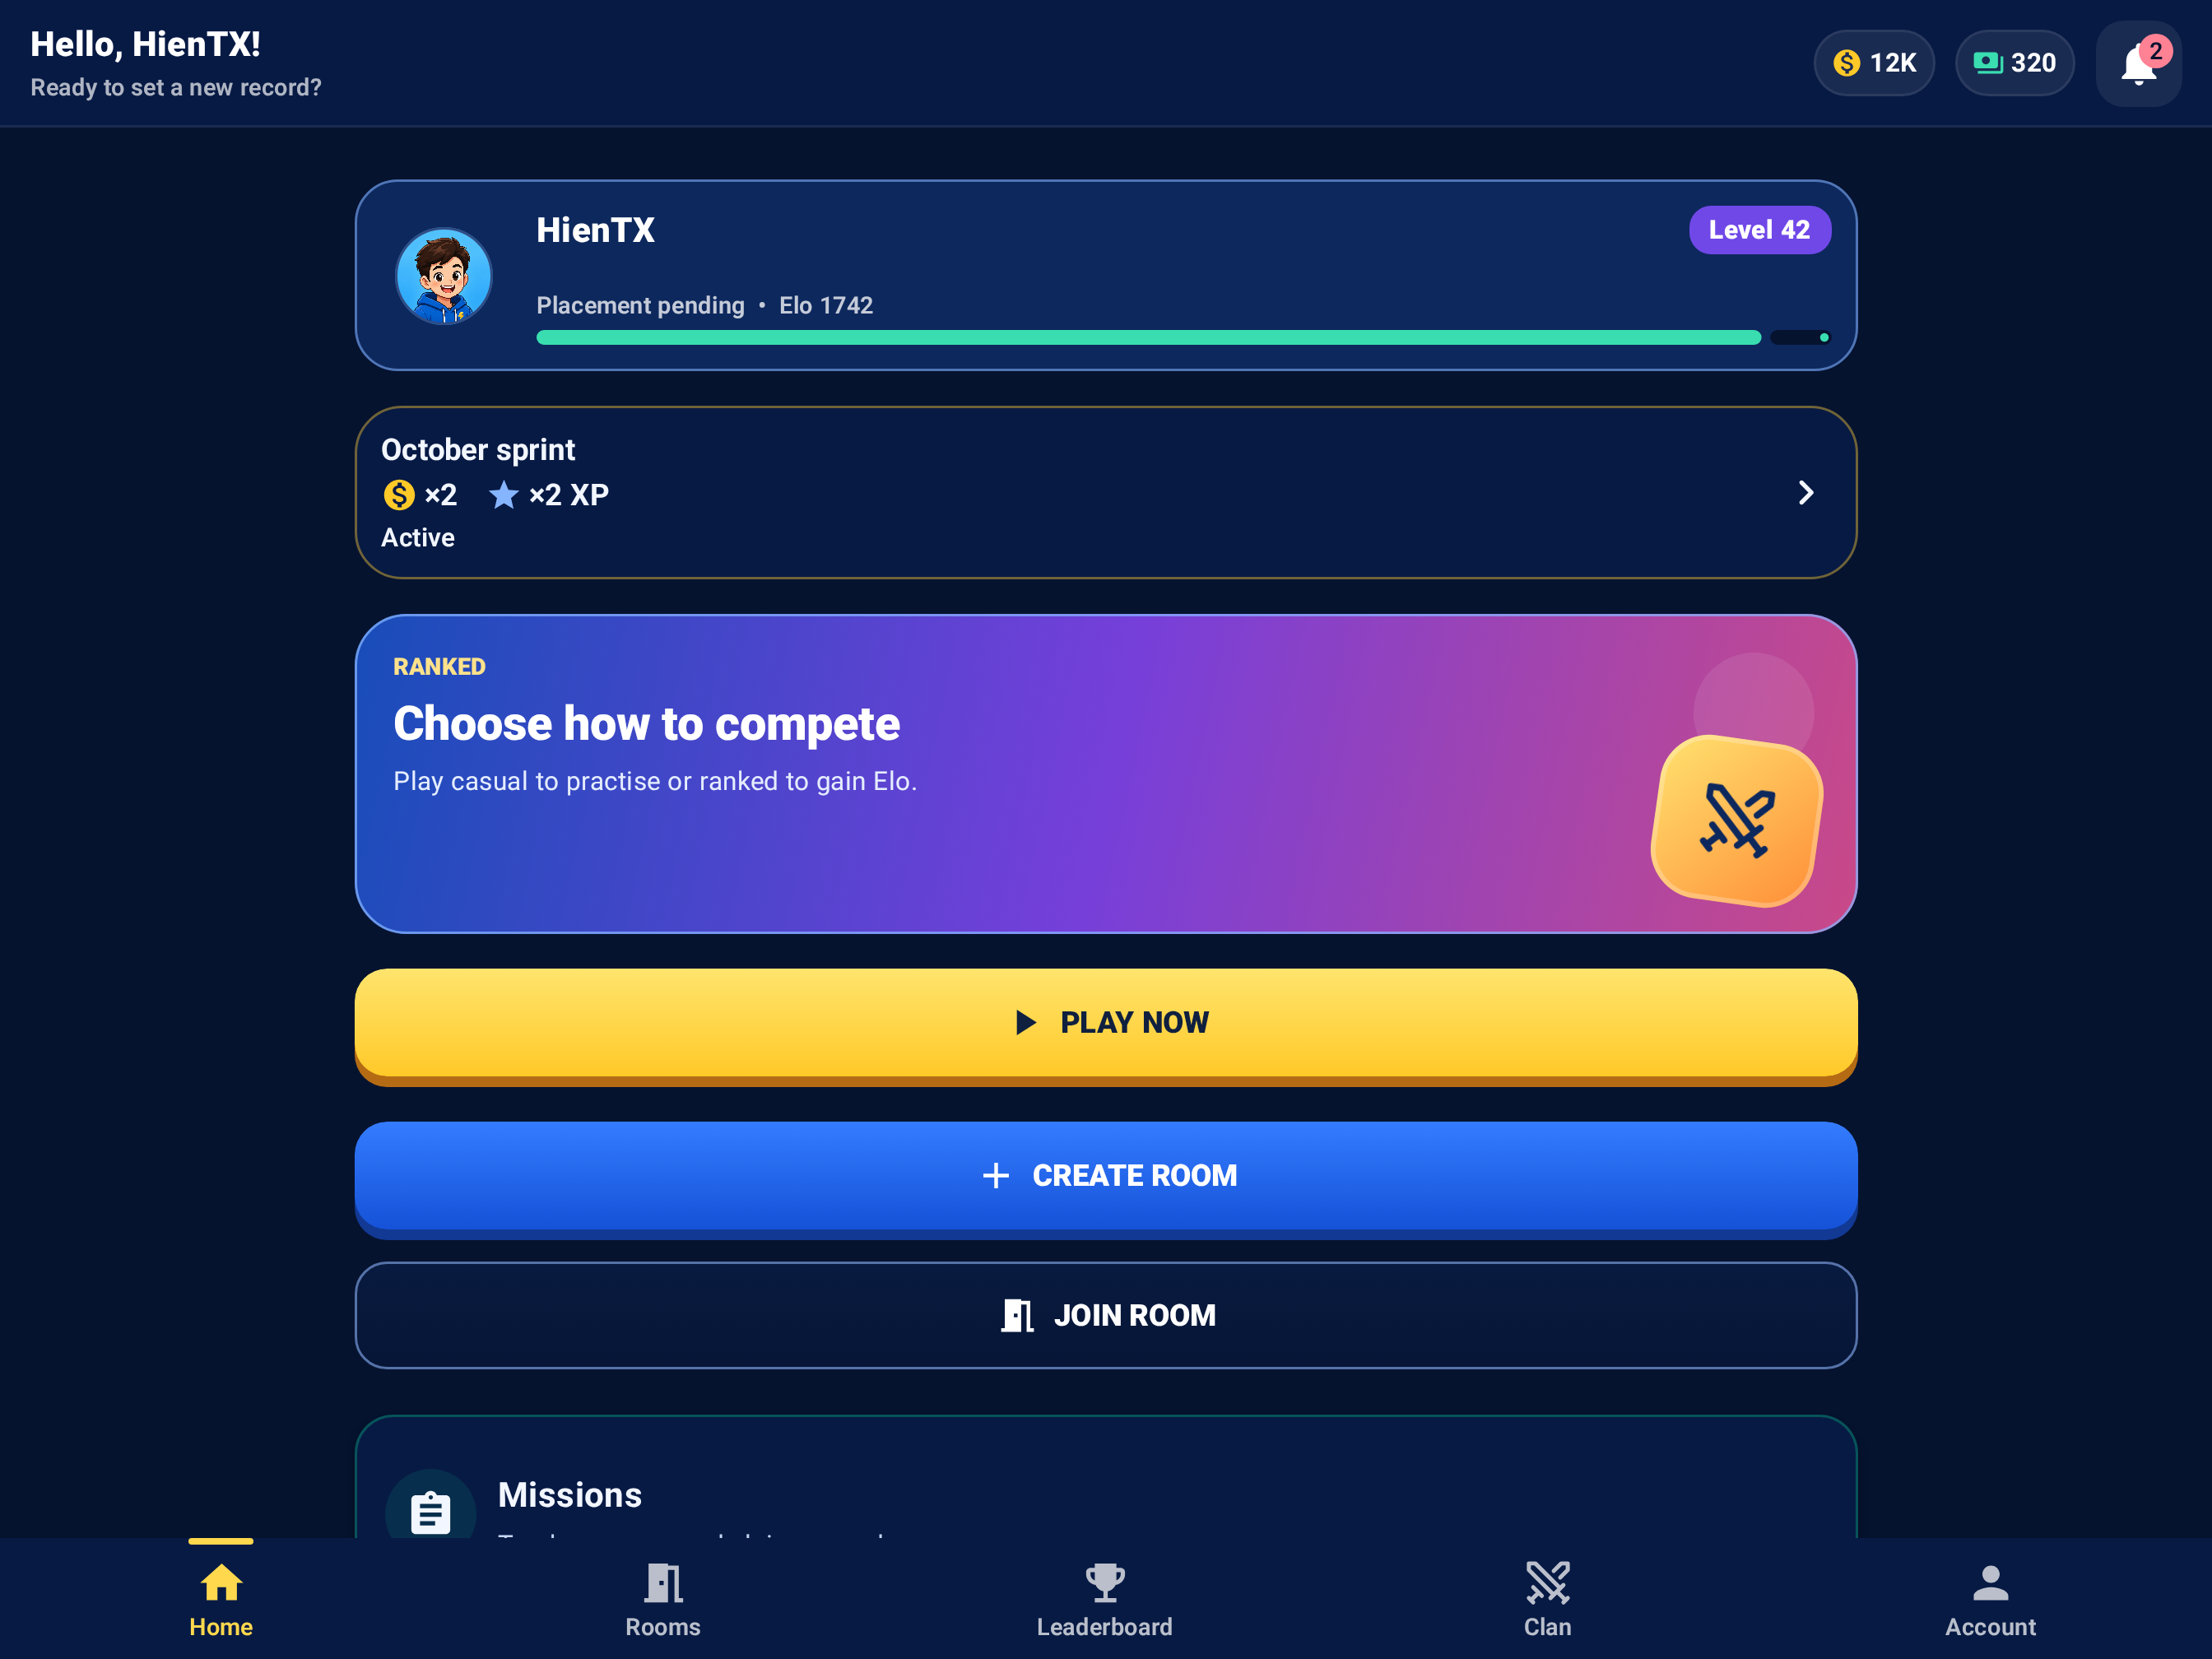 Hello, HienTX!
Ready to set a new record?
12K
320
2
HienTX
Level 42
Placement pending • Elo 1742
October sprint
×2 ×2 XP
Active
RANKED
Choose how to compete
Play casual to practise or ranked to gain Elo.
PLAY NOW
CREATE ROOM
JOIN ROOM
Missions
Home
Rooms
Leaderboard
Clan
Account